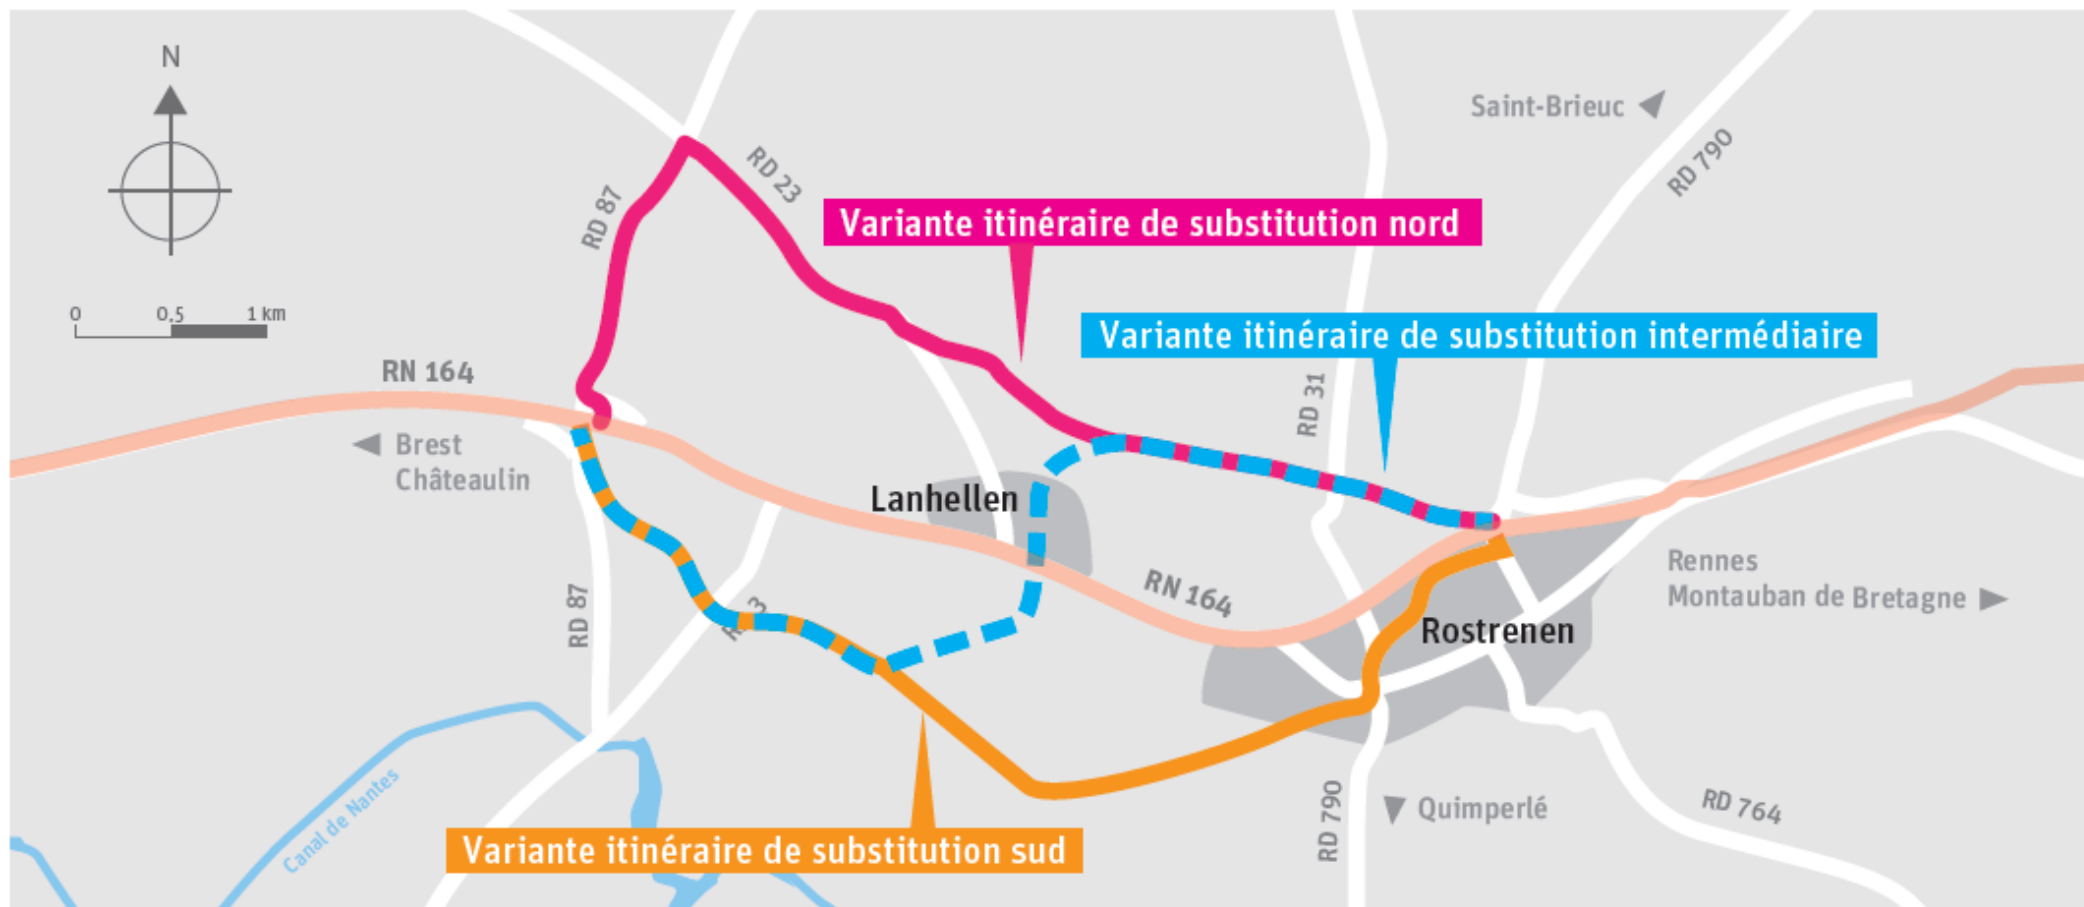 N
Saint-Brieuc
RD 790
RD 23
RD 87
Variante itinéraire de substitution nord
0 0,5 1 km
Variante itinéraire de substitution intermédiaire
RN 164
RD 31
Brest
Châteaulin
Lanhellen
RN 164
Rennes
Montauban de Bretagne
RD 87
Rostrenen
Canal de Nantes
RD 790
Quimperlé
RD 764
Variante itinéraire de substitution sud